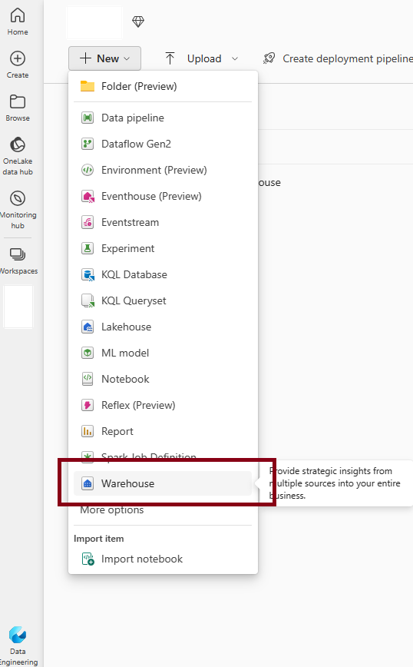 Home
New
Upload
Create deployment pipeline
Create
Folder (Preview)
Browse
Data pipeline
Dataflow Gen2
OneLake
data hub
Environment (Preview)
ouse
Eventhouse (Preview)
Monitoring
hub
Eventstream
Experiment
Workspaces
KQL Database
KQL Queryset
Lakehouse
ML model
Notebook
Reflex (Preview)
Report
Spark Job Definition
Warehouse
Provide strategic insights from
multiple sources into your entire
business.
More options
Import item
Import notebook
Data
Engineering